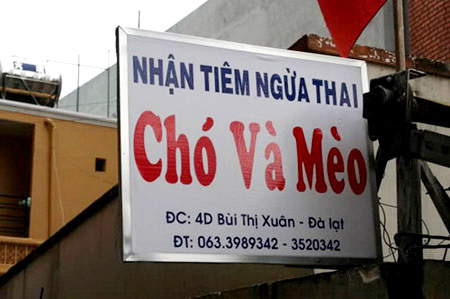 NHẬN TIÊM NGỪA THAI
Chó Và Mèo
ĐC: 4D Bùi Thị Xuân - Đà lạt
ĐT: 063.3989342 - 3520342